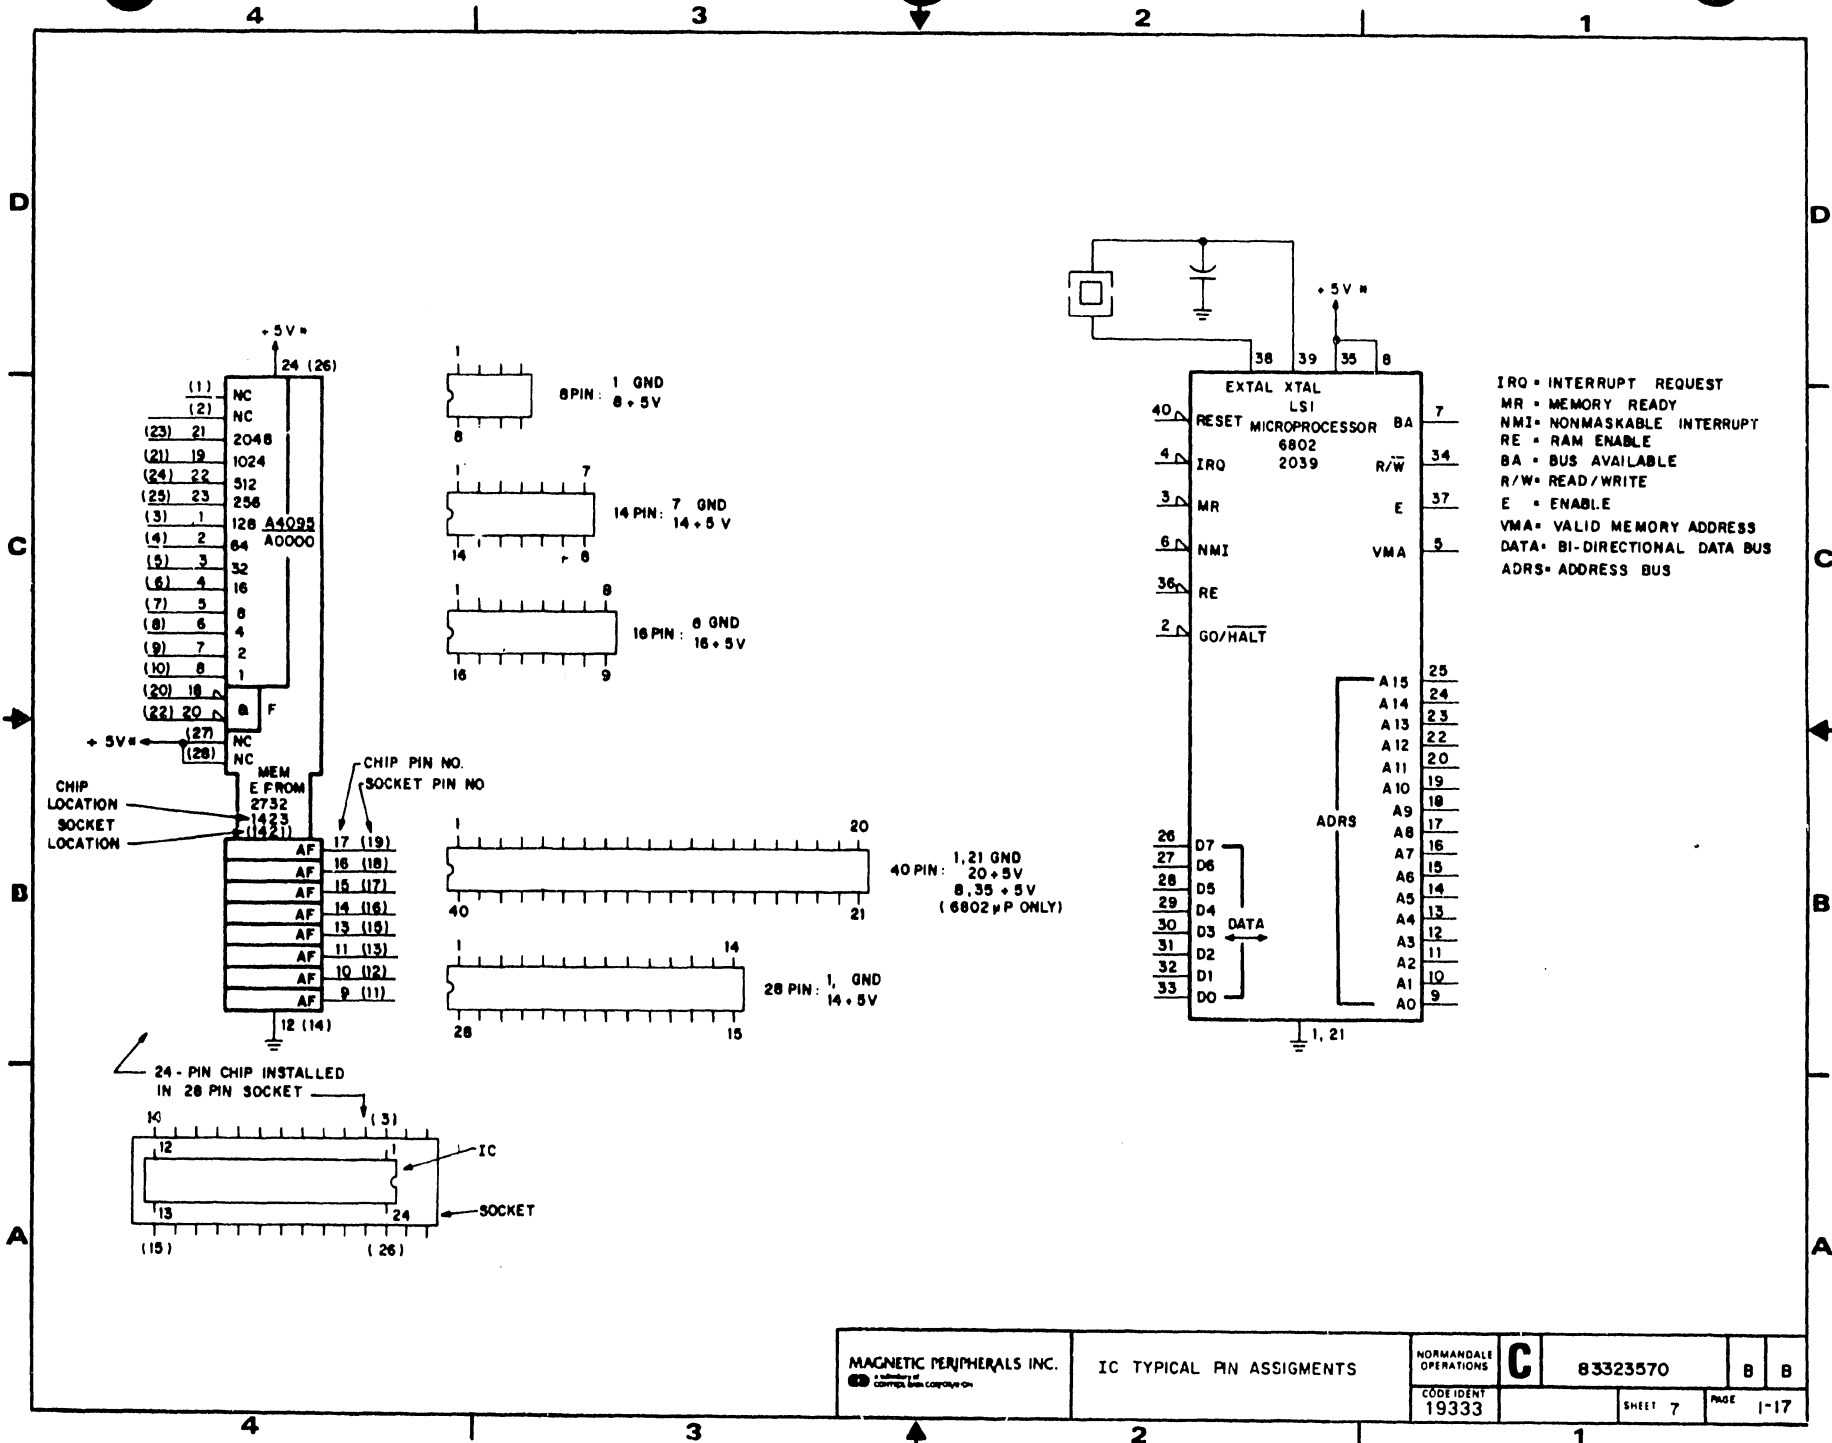 4 3 2 1
D D
C C
B B
A A
+ 5V *
24 (26)
(1) NC
(2) NC
(23) 21 2048
(21) 19 1024
(24) 22 512
(25) 23 256
(3) 1 128
A4095
A0000
(4) 2 64
(5) 3 32
(6) 4 16
(7) 5 8
(8) 6 4
(9) 7 2
(10) 8 1
(20) 18
(22) 20
& F
(27) NC
+ 5V*
(28) NC
MEM
E FROM
2732
1423
(1421)
CHIP
LOCATION
SOCKET
LOCATION
CHIP PIN NO.
SOCKET PIN NO
AF 17 (19)
AF 16 (18)
AF 15 (17)
AF 14 (16)
AF 13 (15)
AF 11 (13)
AF 10 (12)
AF 9 (11)
12 (14)
24 - PIN CHIP INSTALLED
IN 28 PIN SOCKET
14 (3)
12 1
IC
13 24
SOCKET
(15) (26)
1
8
8PIN: 1 GND
8 + 5V
1 7
14 8
14 PIN: 7 GND
14 + 5 V
1 8
16 9
16 PIN: 8 GND
16 + 5V
1 20
40 21
40 PIN: 1,21 GND
20 + 5V
8,35 + 5V
(6802 µP ONLY)
1 14
28 15
28 PIN: 1, GND
14 + 5V
+ 5V *
38 39 35 8
EXTAL XTAL
LSI
MICROPROCESSOR
6802
2039
40 RESET
4 IRQ
3 MR
6 NMI
36 RE
2 GO/HALT
BA 7
R/W 34
E 37
VMA 5
A15 25
A14 24
A13 23
A12 22
A11 20
A10 19
A9 18
A8 17
A7 16
A6 15
A5 14
A4 13
A3 12
A2 11
A1 10
A0 9
ADRS
26 D7
27 D6
28 D5
29 D4
30 D3
31 D2
32 D1
33 D0
DATA
1, 21
IRQ = INTERRUPT REQUEST
MR = MEMORY READY
NMI = NONMASKABLE INTERRUPT
RE = RAM ENABLE
BA = BUS AVAILABLE
R/W = READ/WRITE
E = ENABLE
VMA = VALID MEMORY ADDRESS
DATA = BI-DIRECTIONAL DATA BUS
ADRS = ADDRESS BUS
MAGNETIC PERIPHERALS INC.
a subsidiary of
CONTROL DATA CORPORATION
IC TYPICAL PIN ASSIGMENTS
NORMANDALE
OPERATIONS
C
83323570
B B
CODE IDENT
19333
SHEET 7
PAGE 1-17
4 3 2 1